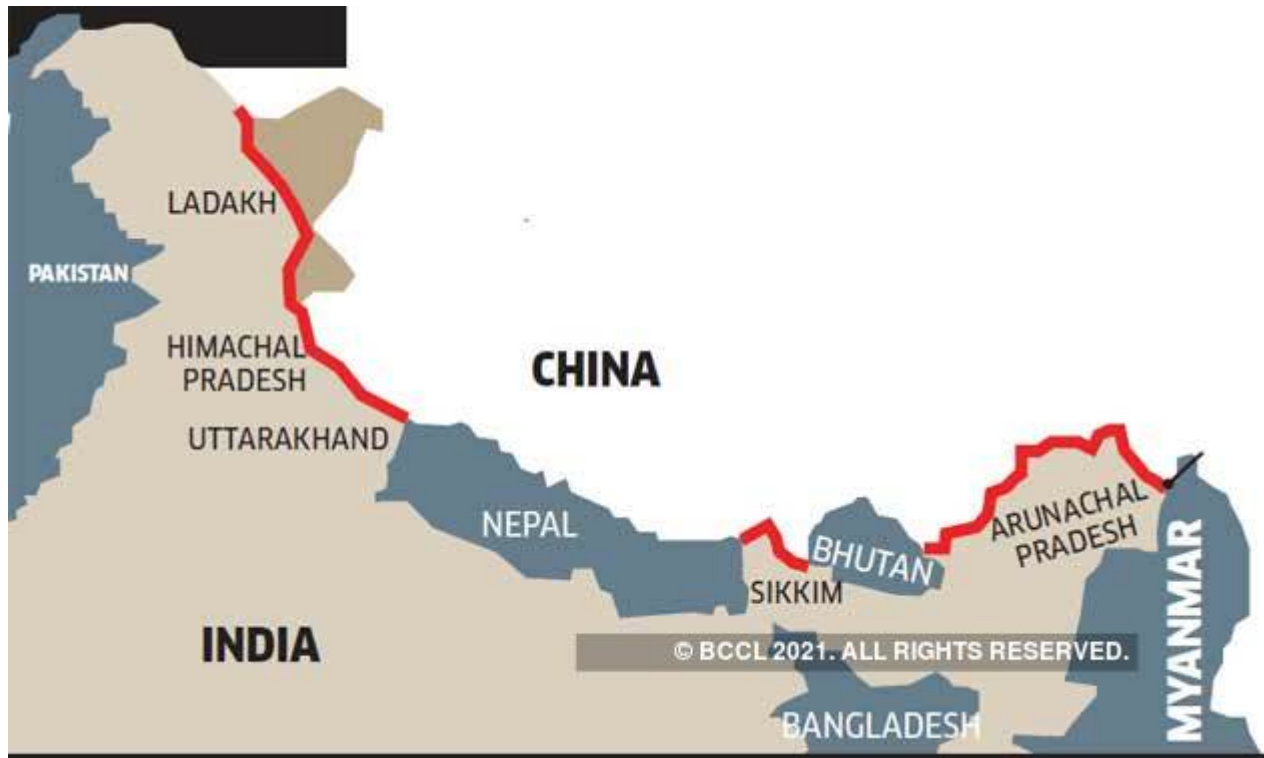 LADAKH
PAKISTAN
HIMACHAL
PRADESH
CHINA
UTTARAKHAND
NEPAL
BHUTAN
ARUNACHAL
PRADESH
SIKKIM
INDIA
© BCCL 2021. ALL RIGHTS RESERVED.
MYANMAR
BANGLADESH